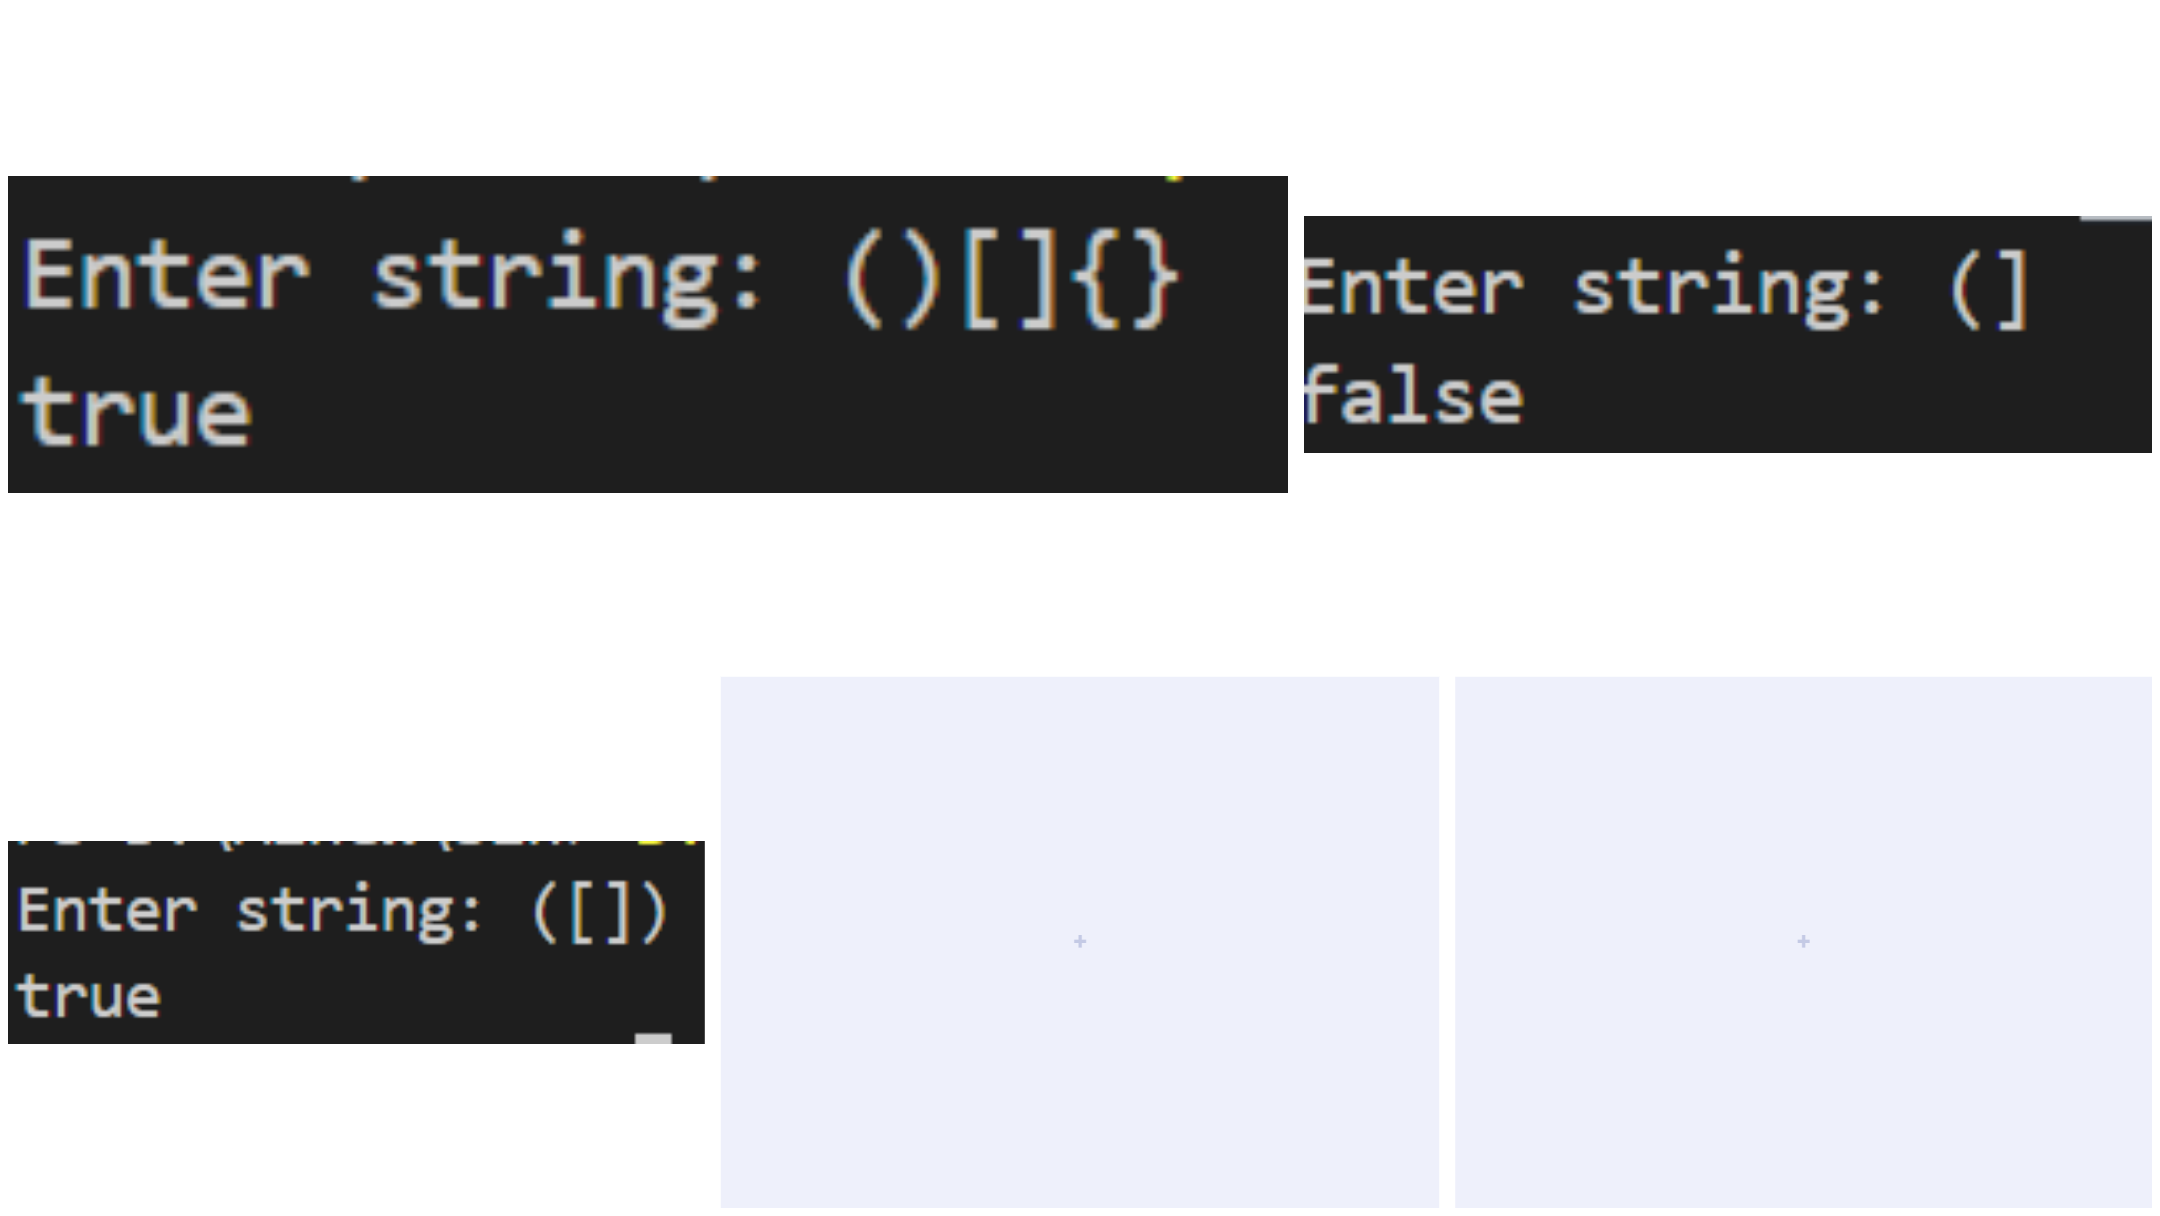 Enter string: ()[]{}
true
Enter string: (]
false
Enter string: ([])
true